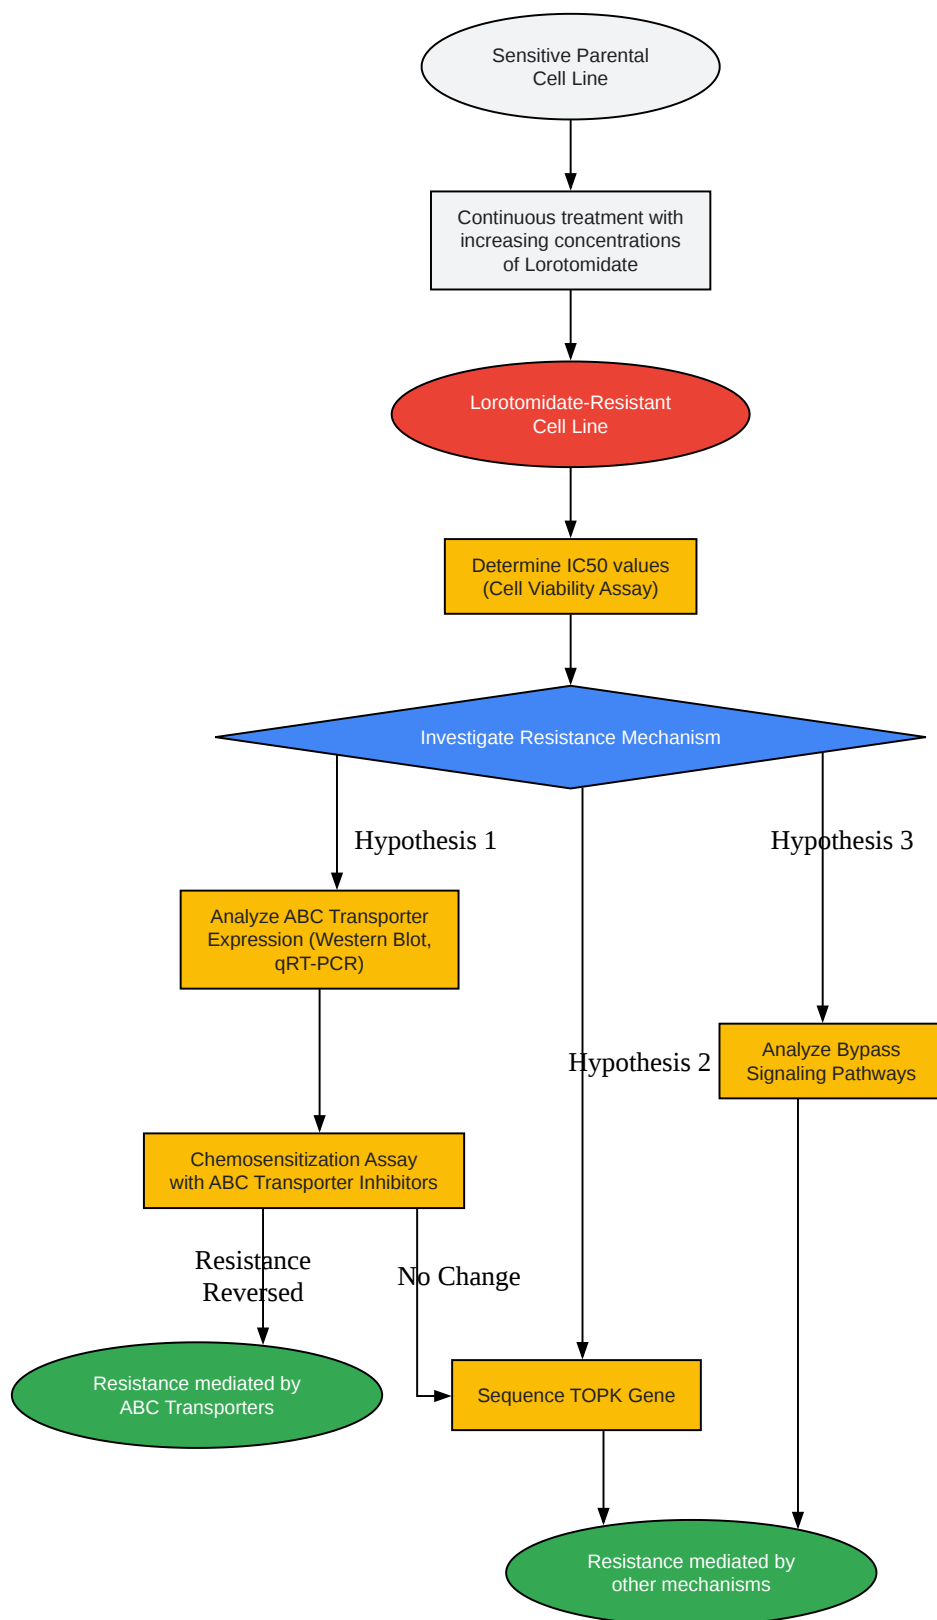 Sensitive Parental
Cell Line
Continuous treatment with
increasing concentrations
of Lorotomidate
Lorotomidate-Resistant
Cell Line
Determine IC50 values
(Cell Viability Assay)
Investigate Resistance Mechanism
Hypothesis 1
Hypothesis 3
Analyze ABC Transporter
Expression (Western Blot,
qRT-PCR)
Hypothesis 2
Analyze Bypass
Signaling Pathways
Chemosensitization Assay
with ABC Transporter Inhibitors
Resistance
Reversed
No Change
Resistance mediated by
ABC Transporters
Sequence TOPK Gene
Resistance mediated by
other mechanisms